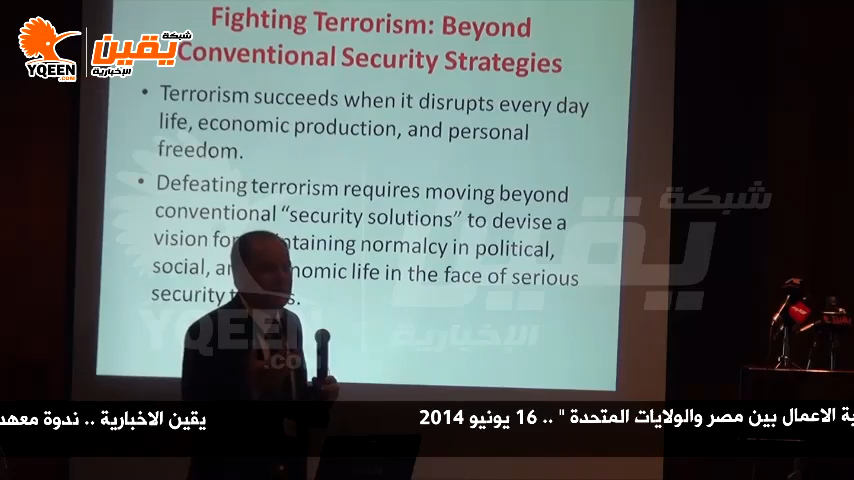 شبكة
يقين
الإخبارية
YQEEN
.COM
Fighting Terrorism: Beyond
Conventional Security Strategies
• Terrorism succeeds when it disrupts every day
life, economic production, and personal
freedom.
• Defeating terrorism requires moving beyond
conventional “security solutions” to devise a
vision for ntaining normalcy in political,
social, an nomic life in the face of serious
security t s.
شبكة
يقين
الإخبارية
YQEEN
.com
ة الاعمال بين مصر والولايات المتحدة " .. 16 يونيو 2014
يقين الاخبارية .. ندوة معهد